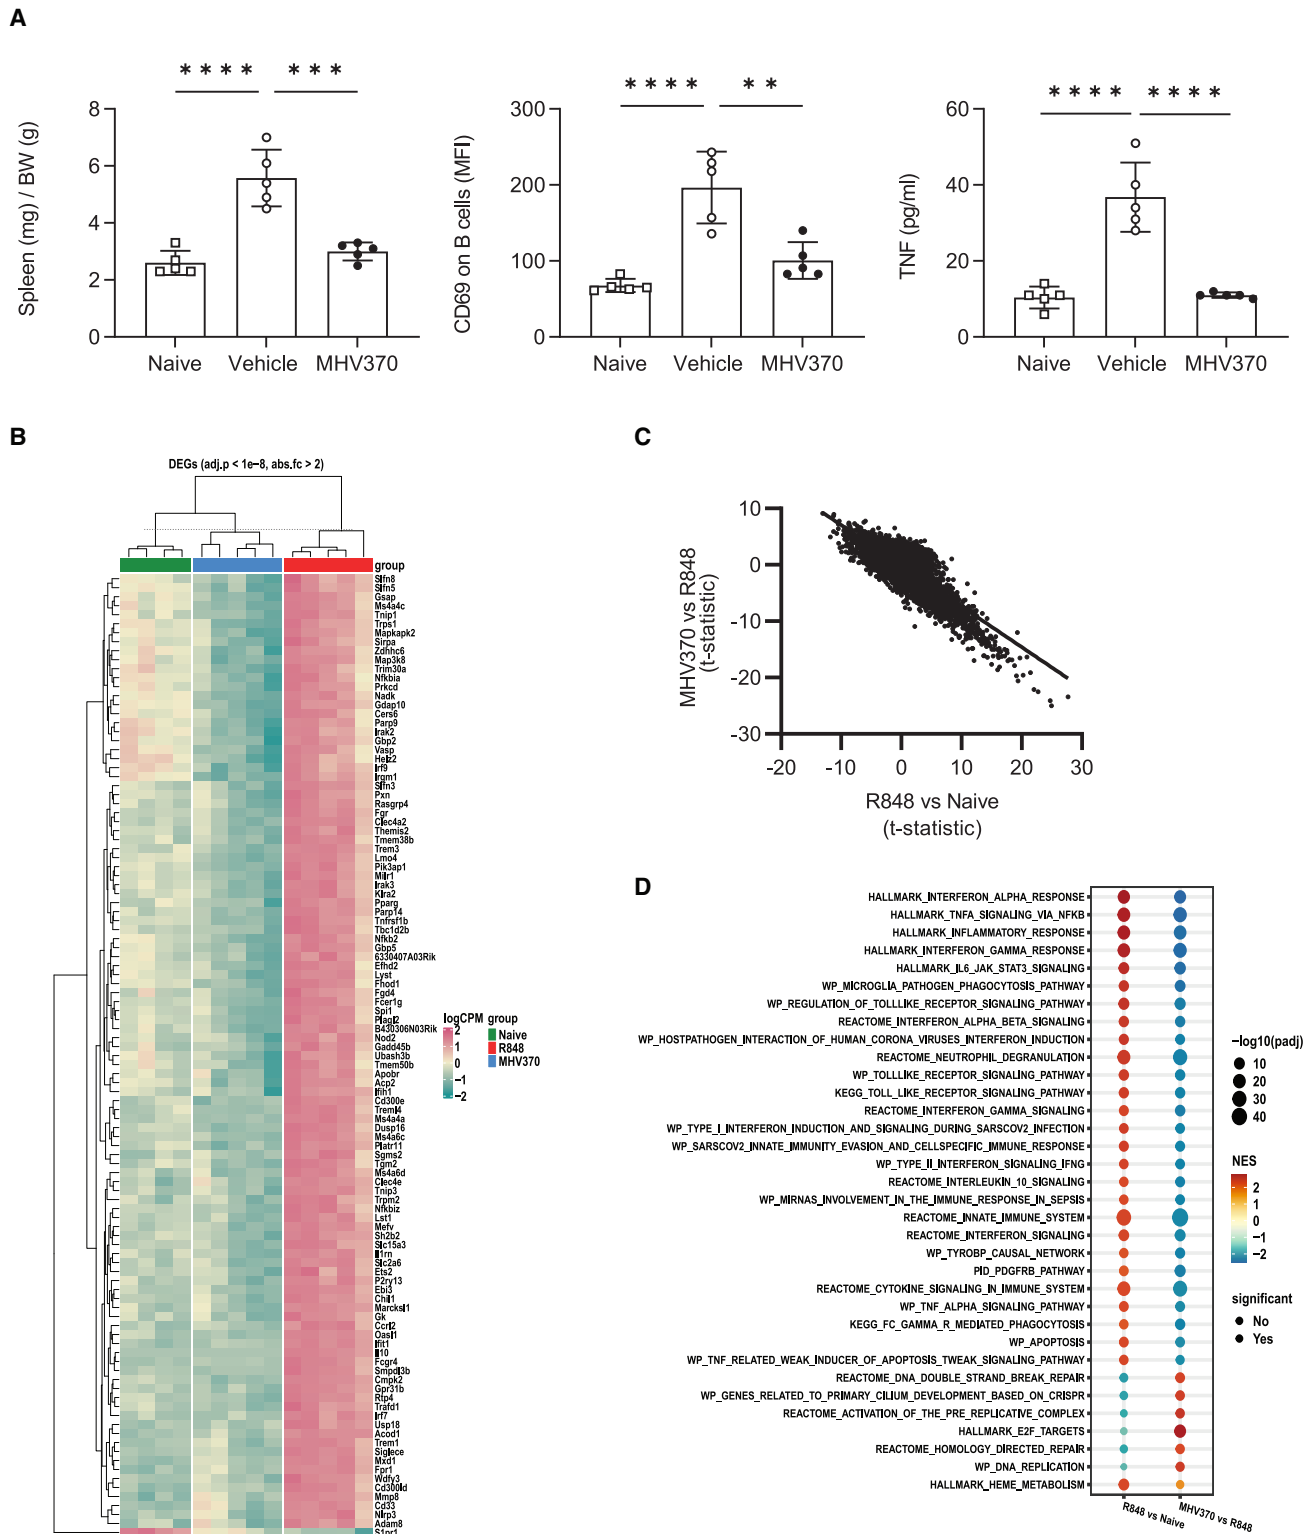 A
**** ***
8
6
4
2
0
Spleen (mg) / BW (g)
Naive Vehicle MHV370
**** **
300
200
100
0
CD69 on B cells (MFI)
Naive Vehicle MHV370
**** ****
60
40
20
0
TNF (pg/ml)
Naive Vehicle MHV370
B
DEGs (adj.p < 1e−8, abs.fc > 2)
group
Slfn8
Slfn5
Gsap
Ms4a4c
Tnip1
Trps1
Mapkapk2
Sirpa
Zdhhc6
Map3k8
Trim30a
Nfkbia
Prkcd
Nadk
Gdap10
Cers6
Parp9
Irak2
Gbp2
Vasp
Helz2
Irf9
Irgm1
Slfn3
Pxn
Rasgrp4
Fgr
Clec4a2
Themis2
Tmem38b
Trem3
Lmo4
Pik3ap1
Milr1
Irak3
Klra2
Pparg
Parp14
Tnfrsf1b
Tbc1d2b
Nfkb2
Gbp5
6330407A03Rik
Efhd2
Lyst
Fhod1
Fgd4
Fcer1g
Spi1
Plagl2
B430306N03Rik
Nod2
Gadd45b
Ubash3b
Tmem50b
Apobr
Acp2
Ifih1
Cd300e
Treml4
Ms4a4a
Dusp16
Ms4a6c
Platr11
Sgms2
Tgm2
Ms4a6d
Clec4e
Tnip3
Trpm2
Nfkbiz
Lst1
Mefv
Sh2b2
Slc15a3
Il1rn
Slc2a6
Ets2
P2ry13
Ebi3
Chil1
Marcksl1
Gk
Ccrl2
Oasl1
Ifit1
Il10
Fcgr4
Smpdl3b
Cmpk2
Gpr31b
Rtp4
Trafd1
Irf7
Usp18
Acod1
Trem1
Siglece
Mxd1
Fpr1
Wdfy3
Cd300ld
Mmp8
Cd33
Nlrp3
Adam8
S1pr1
logCPM
2
1
0
−1
−2
group
Naive
R848
MHV370
C
10
0
-10
-20
-30
MHV370 vs R848
(t-statistic)
-20 -10 0 10 20 30
R848 vs Naive
(t-statistic)
D
HALLMARK_INTERFERON_ALPHA_RESPONSE
HALLMARK_TNFA_SIGNALING_VIA_NFKB
HALLMARK_INFLAMMATORY_RESPONSE
HALLMARK_INTERFERON_GAMMA_RESPONSE
HALLMARK_IL6_JAK_STAT3_SIGNALING
WP_MICROGLIA_PATHOGEN_PHAGOCYTOSIS_PATHWAY
WP_REGULATION_OF_TOLLLIKE_RECEPTOR_SIGNALING_PATHWAY
REACTOME_INTERFERON_ALPHA_BETA_SIGNALING
WP_HOSTPATHOGEN_INTERACTION_OF_HUMAN_CORONA_VIRUSES_INTERFERON_INDUCTION
REACTOME_NEUTROPHIL_DEGRANULATION
WP_TOLLLIKE_RECEPTOR_SIGNALING_PATHWAY
KEGG_TOLL_LIKE_RECEPTOR_SIGNALING_PATHWAY
REACTOME_INTERFERON_GAMMA_SIGNALING
WP_TYPE_I_INTERFERON_INDUCTION_AND_SIGNALING_DURING_SARSCOV2_INFECTION
WP_SARSCOV2_INNATE_IMMUNITY_EVASION_AND_CELLSPECIFIC_IMMUNE_RESPONSE
WP_TYPE_II_INTERFERON_SIGNALING_IFNG
REACTOME_INTERLEUKIN_10_SIGNALING
WP_MIRNAS_INVOLVEMENT_IN_THE_IMMUNE_RESPONSE_IN_SEPSIS
REACTOME_INNATE_IMMUNE_SYSTEM
REACTOME_INTERFERON_SIGNALING
WP_TYROBP_CAUSAL_NETWORK
PID_PDGFRB_PATHWAY
REACTOME_CYTOKINE_SIGNALING_IN_IMMUNE_SYSTEM
WP_TNF_ALPHA_SIGNALING_PATHWAY
KEGG_FC_GAMMA_R_MEDIATED_PHAGOCYTOSIS
WP_APOPTOSIS
WP_TNF_RELATED_WEAK_INDUCER_OF_APOPTOSIS_TWEAK_SIGNALING_PATHWAY
REACTOME_DNA_DOUBLE_STRAND_BREAK_REPAIR
WP_GENES_RELATED_TO_PRIMARY_CILIUM_DEVELOPMENT_BASED_ON_CRISPR
REACTOME_ACTIVATION_OF_THE_PRE_REPLICATIVE_COMPLEX
HALLMARK_E2F_TARGETS
REACTOME_HOMOLOGY_DIRECTED_REPAIR
WP_DNA_REPLICATION
HALLMARK_HEME_METABOLISM
R848 vs Naive
MHV370 vs R848
−log10(padj)
10
20
30
40
NES
2
1
0
−1
−2
significant
No
Yes